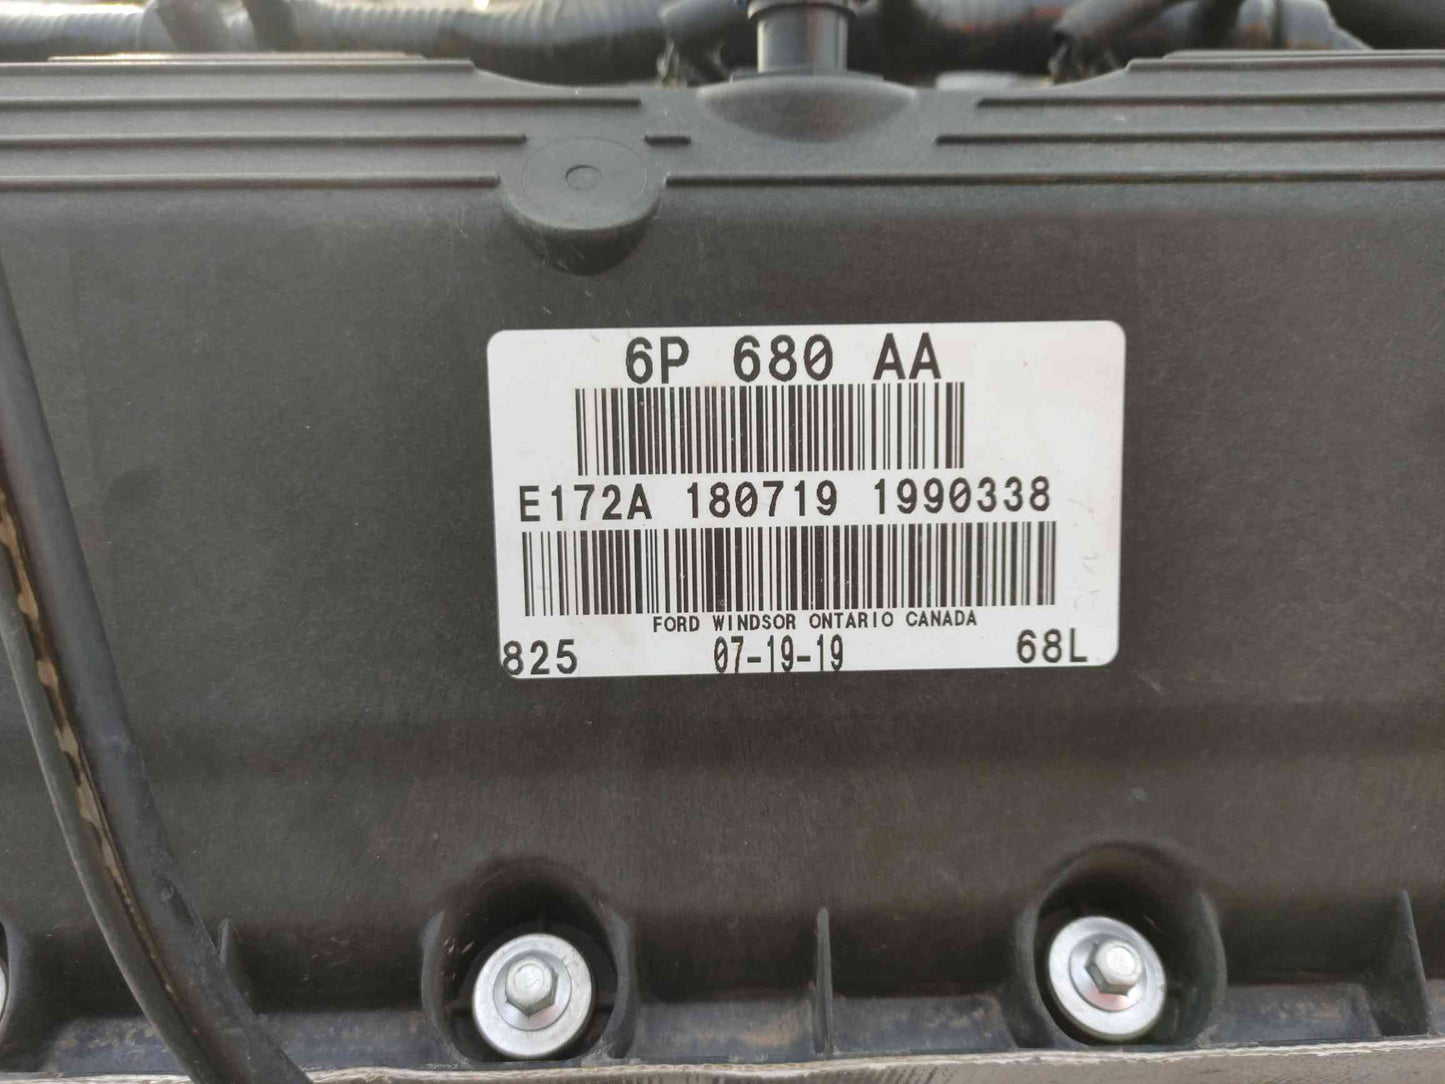 6P 680 AA
E172A 180719 1990338
FORD WINDSOR ONTARIO CANADA
825 07-19-19 68L